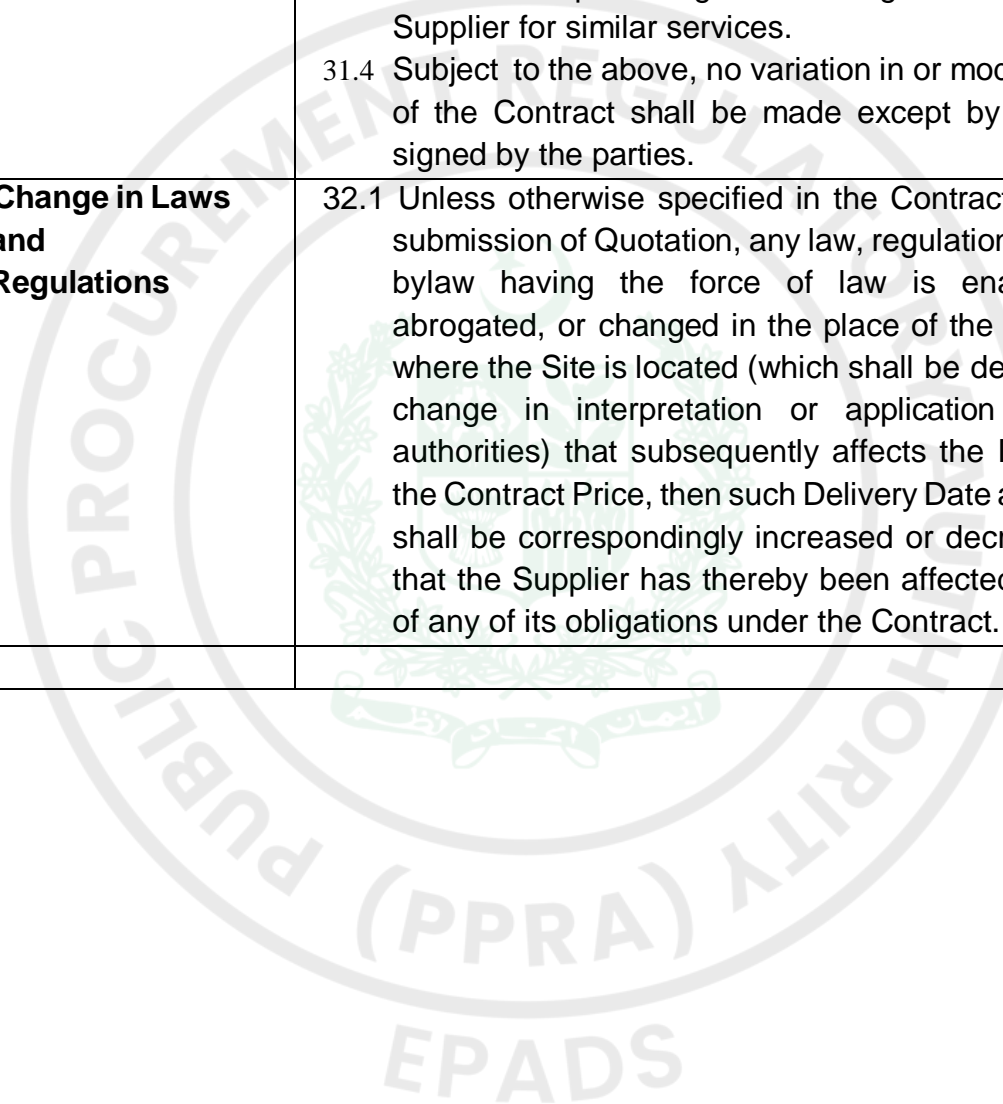 Supplier for similar services.
31.4 Subject to the above, no variation in or
of the Contract shall be made except by
signed by the parties.
Change in Laws
and
Regulations
32.1 Unless otherwise specified in the Contract
submission of Quotation, any law, regulation
bylaw having the force of law is
abrogated, or changed in the place of the
where the Site is located (which shall be
change in interpretation or application
authorities) that subsequently affects the
the Contract Price, then such Delivery Date
shall be correspondingly increased or
that the Supplier has thereby been affected
of any of its obligations under the Contract.
PUBLIC PROCUREMENT REGULATORY AUTHORITY
(PPRA)
EPADS